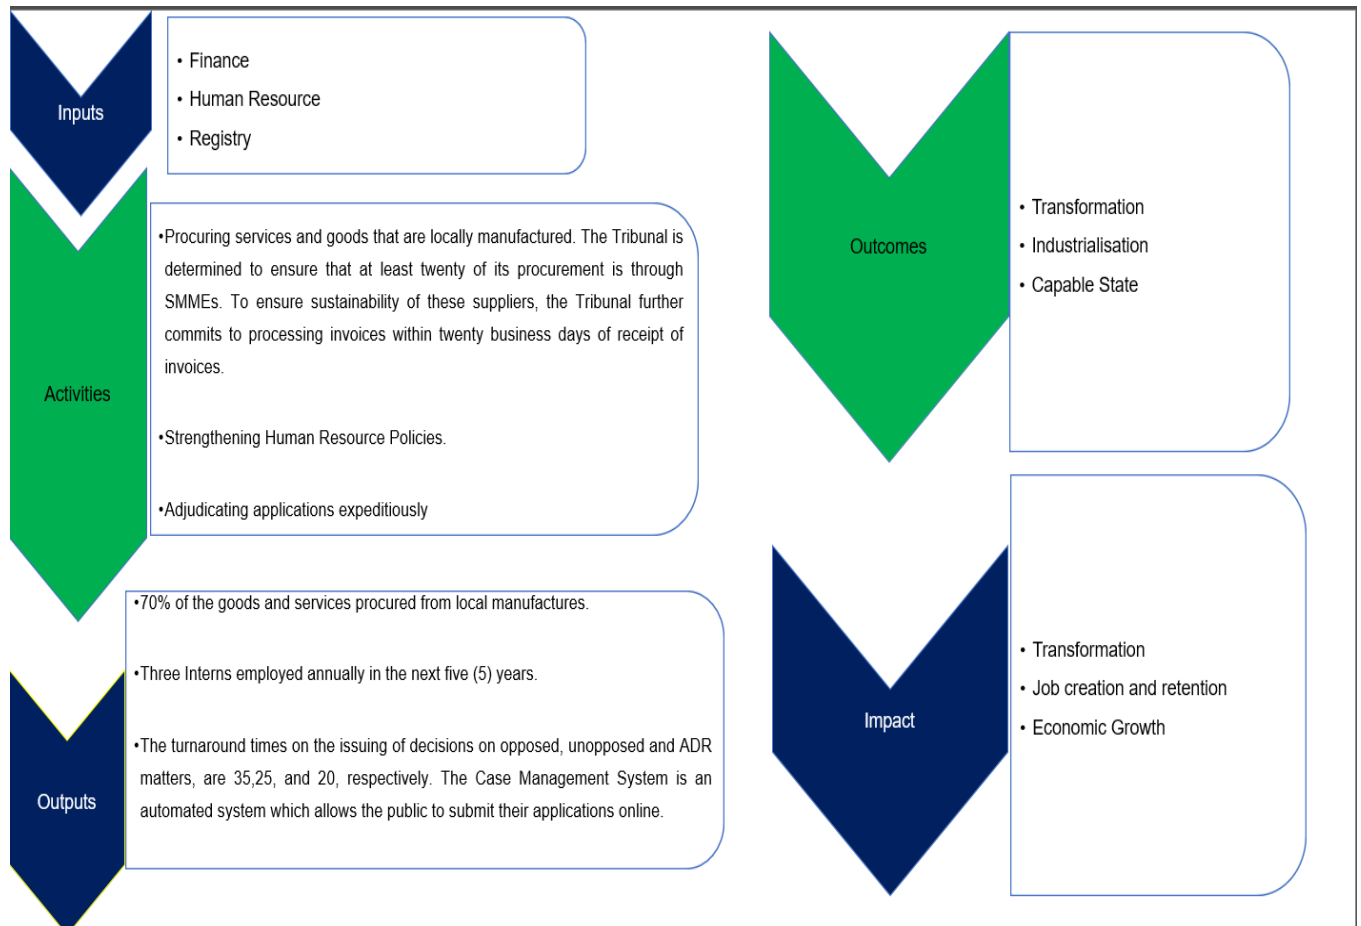 Inputs
• Finance
• Human Resource
• Registry
Activities
•Procuring services and goods that are locally manufactured. The Tribunal is
determined to ensure that at least twenty of its procurement is through
SMMEs. To ensure sustainability of these suppliers, the Tribunal further
commits to processing invoices within twenty business days of receipt of
invoices.
•Strengthening Human Resource Policies.
•Adjudicating applications expeditiously
Outputs
•70% of the goods and services procured from local manufactures.
•Three Interns employed annually in the next five (5) years.
•The turnaround times on the issuing of decisions on opposed, unopposed and ADR
matters, are 35,25, and 20, respectively. The Case Management System is an
automated system which allows the public to submit their applications online.
Outcomes
• Transformation
• Industrialisation
• Capable State
Impact
• Transformation
• Job creation and retention
• Economic Growth